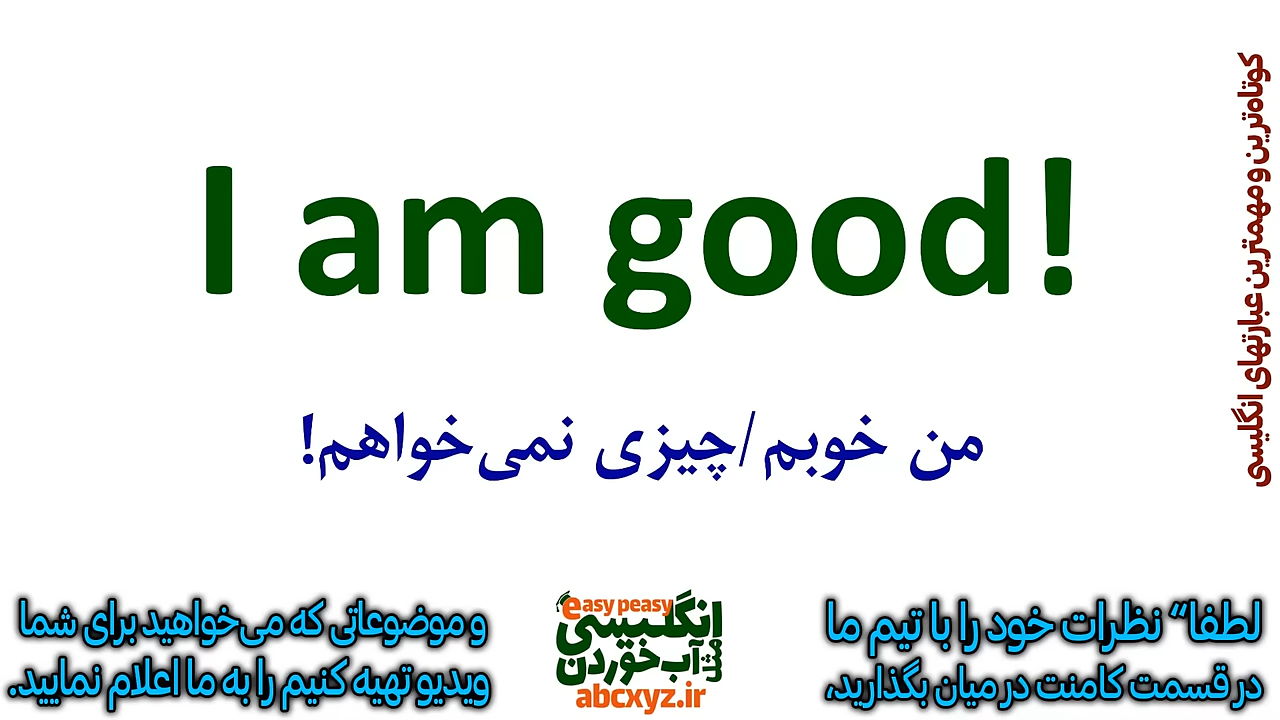 I am good!
من خوبم/چیزی نمی‌خواهم!
کوتاه‌ترین و مهمترین عبارتهای انگلیسی
لطفا“ نظرات خود را با تیم ما
در قسمت کامنت در میان بگذارید،
و موضوعاتی که می‌خواهید برای شما
ویدیو تهیه کنیم را به ما اعلام نمایید.
easy peasy
انگلیسی
مثل آب خوردن
abcxyz.ir